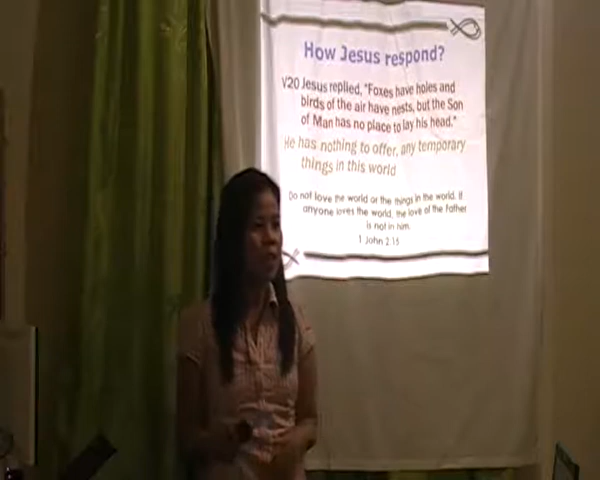 How Jesus respond?
V20 Jesus replied, "Foxes have holes and
birds of the air have nests, but the Son
of Man has no place to lay his head."
He has nothing to offer, any temporary
things in this world
Do not love the world or the things in the world. If
anyone loves the world, the love of the Father
is not in him.
1 John 2:15